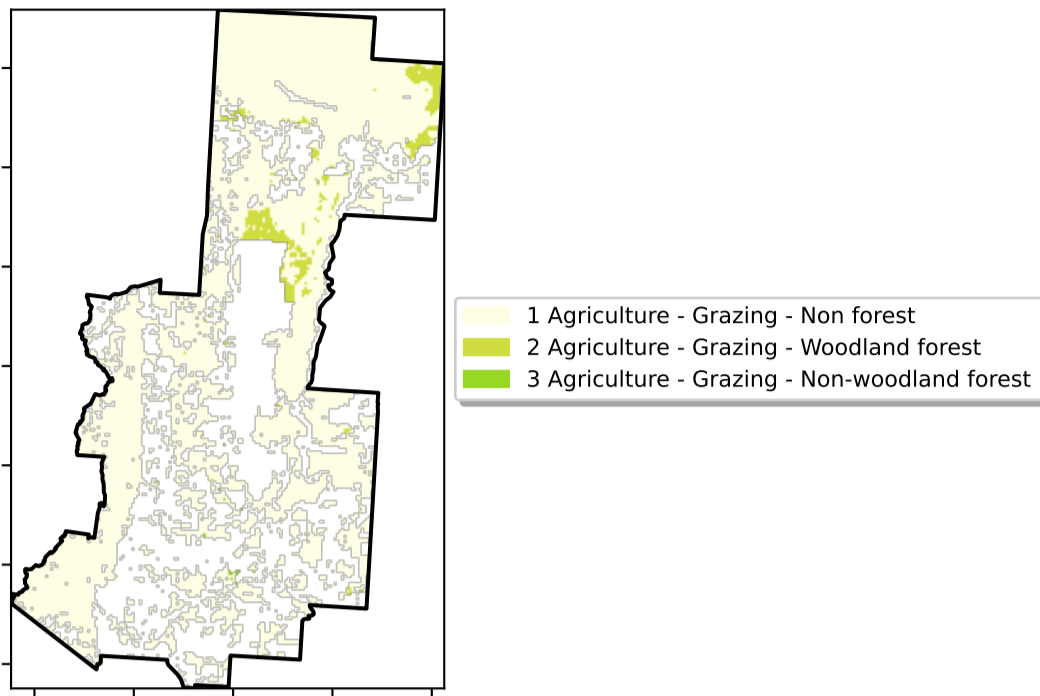 1 Agriculture - Grazing - Non forest
2 Agriculture - Grazing - Woodland forest
3 Agriculture - Grazing - Non-woodland forest